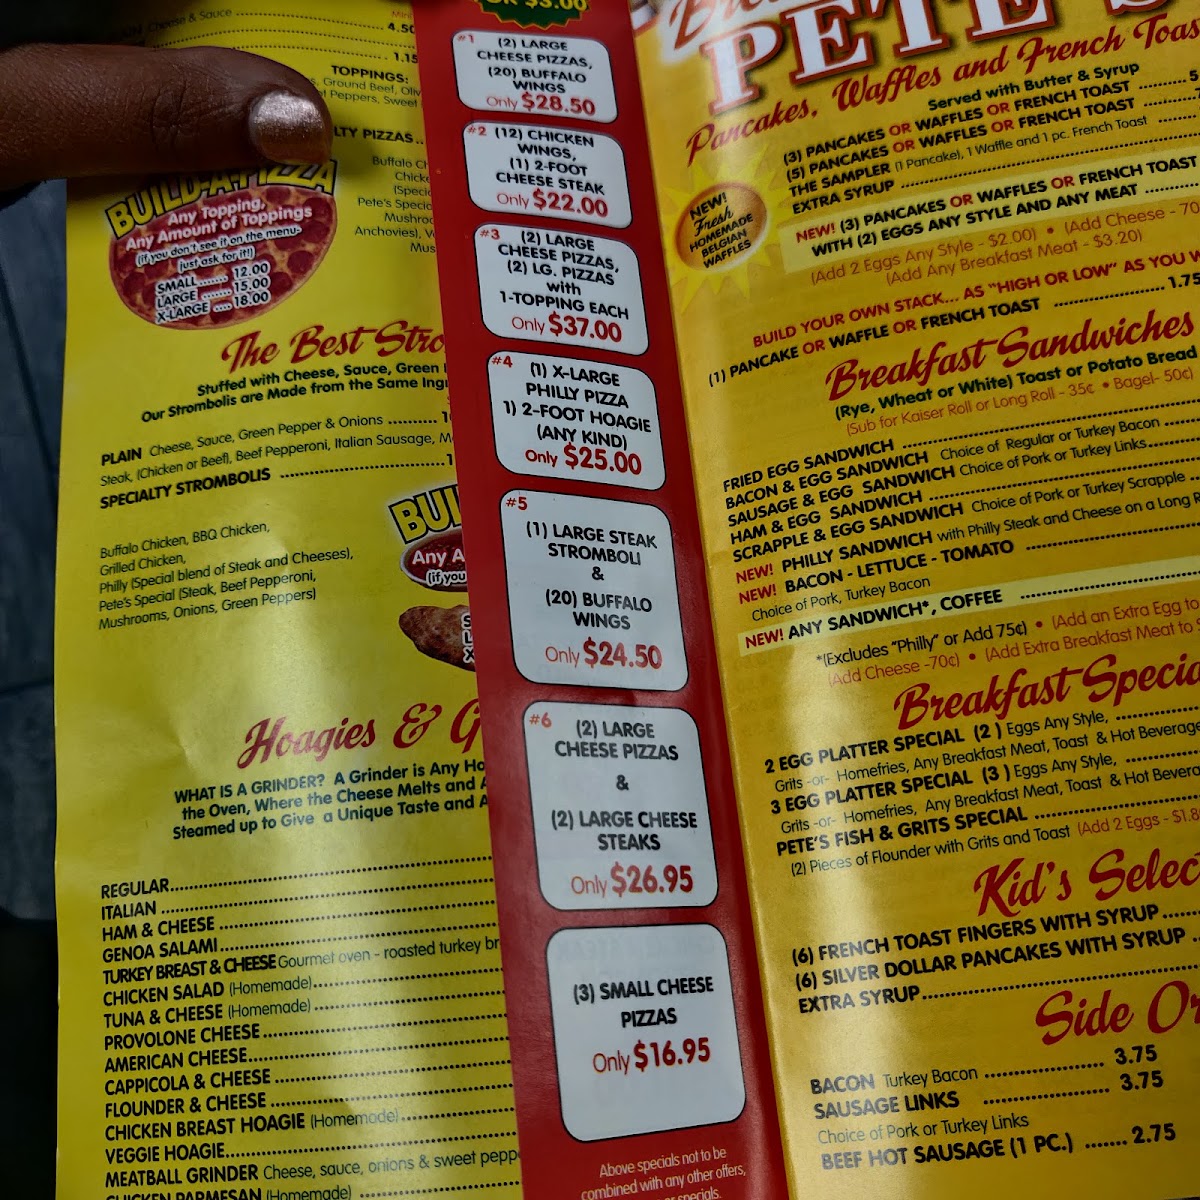 Cheese & Sauce
4.50
1.15
TOPPINGS:
Ground Beef,
Peppers, Sweet
PIZZAS
Buffalo
Pete's
BUILD-A-PIZZA
Any Topping,
Any Amount of Toppings
(if you don't see it on the menu,
just ask for it!)
SMALL....... 12.00
LARGE ....... 15.00
X-LARGE .... 18.00
The Best
Stuffed with Cheese, Sauce, Green
Our Strombolis are Made from the Same
PLAIN Cheese, Sauce, Green Pepper & Onions
Steak, (Chicken or Beef), Beef Pepperoni, Italian Sausage,
SPECIALTY STROMBOLIS
Buffalo Chicken, BBQ Chicken,
Grilled Chicken,
Philly (Special blend of Steak and Cheeses),
Pete's Special (Steak, Beef Pepperoni,
Mushrooms, Onions, Green Peppers)
Any
(if you
Hoagies &
WHAT IS A GRINDER? A Grinder is Any
the Oven, Where the Cheese Melts and
Steamed up to Give a Unique Taste and
REGULAR
ITALIAN
HAM & CHEESE
GENOA SALAMI
TURKEY BREAST & CHEESE Gourmet oven - roasted turkey
CHICKEN SALAD (Homemade)
TUNA & CHEESE (Homemade)
PROVOLONE CHEESE
AMERICAN CHEESE
CAPPICOLA & CHEESE
FLOUNDER & CHEESE
CHICKEN BREAST HOAGIE (Homemade)
VEGGIE HOAGIE
MEATBALL GRINDER Cheese, sauce, onions & sweet
CHICKEN PARMESAN (Homemade)
OR $3.00
#1 (2) LARGE
CHEESE PIZZAS,
(20) BUFFALO
WINGS
Only $28.50
#2 (12) CHICKEN
WINGS,
(1) 2-FOOT
CHEESE STEAK
Only $22.00
#3 (2) LARGE
CHEESE PIZZAS,
(2) LG. PIZZAS
with
1-TOPPING EACH
Only $37.00
#4 (1) X-LARGE
PHILLY PIZZA
1) 2-FOOT HOAGIE
(ANY KIND)
Only $25.00
#5
(1) LARGE STEAK
STROMBOLI
&
(20) BUFFALO
WINGS
Only $24.50
#6 (2) LARGE
CHEESE PIZZAS
&
(2) LARGE CHEESE
STEAKS
Only $26.95
(3) SMALL CHEESE
PIZZAS
Only $16.95
Above specials not to be
combined with any other offers,
specials.
PETE'S
Pancakes, Waffles and French
Served with Butter & Syrup
(3) PANCAKES OR WAFFLES OR FRENCH TOAST
(5) PANCAKES OR WAFFLES OR FRENCH TOAST
THE SAMPLER (1 Pancake), 1 Waffle and 1 pc. French Toast
EXTRA SYRUP
NEW!
Fresh
HOMEMADE
BELGIAN
WAFFLES
NEW! (3) PANCAKES OR WAFFLES OR FRENCH TOAST
WITH (2) EGGS ANY STYLE AND ANY MEAT
(Add 2 Eggs Any Style - $2.00) • (Add Cheese -
(Add Any Breakfast Meat - $3.20)
BUILD YOUR OWN STACK... AS "HIGH OR LOW" AS YOU
(1) PANCAKE OR WAFFLE OR FRENCH TOAST 1.75
Breakfast Sandwiches
(Rye, Wheat or White) Toast or Potato Bread
(Sub for Kaiser Roll or Long Roll - 35¢ • Bagel- 50¢)
FRIED EGG SANDWICH
BACON & EGG SANDWICH Choice of Regular or Turkey Bacon
SAUSAGE & EGG SANDWICH Choice of Pork or Turkey Links
HAM & EGG SANDWICH
SCRAPPLE & EGG SANDWICH Choice of Pork or Turkey Scrapple
NEW! PHILLY SANDWICH with Philly Steak and Cheese on a Long
NEW! BACON - LETTUCE - TOMATO
Choice of Pork, Turkey Bacon
NEW! ANY SANDWICH*, COFFEE
*(Excludes "Philly" or Add 75¢) • (Add an Extra Egg to
(Add Cheese -70¢) • (Add Extra Breakfast Meat to
Breakfast
2 EGG PLATTER SPECIAL (2 ) Eggs Any Style,
Grits -or- Homefries, Any Breakfast Meat, Toast & Hot Beverage
3 EGG PLATTER SPECIAL (3 ) Eggs Any Style,
Grits -or- Homefries, Any Breakfast Meat, Toast & Hot
PETE'S FISH & GRITS SPECIAL
(2) Pieces of Flounder with Grits and Toast (Add 2 Eggs -
Kid's
(6) FRENCH TOAST FINGERS WITH SYRUP
(6) SILVER DOLLAR PANCAKES WITH SYRUP
EXTRA SYRUP
Side
BACON Turkey Bacon 3.75
SAUSAGE LINKS 3.75
Choice of Pork or Turkey Links
BEEF HOT SAUSAGE (1 PC.) ....... 2.75